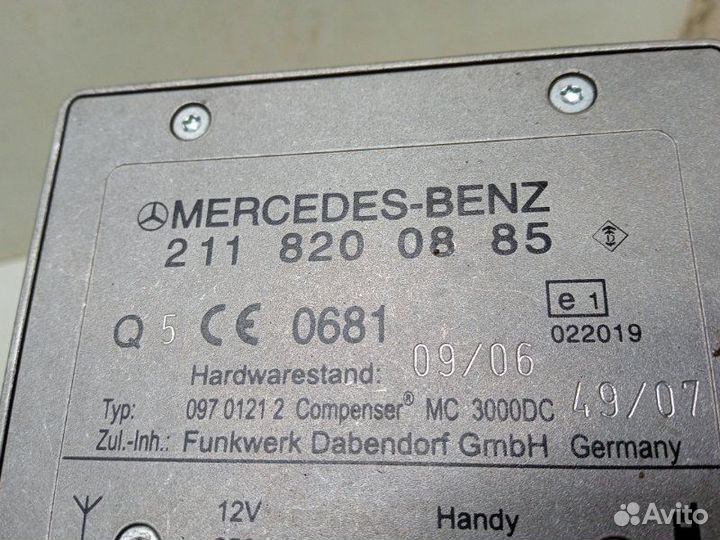 MERCEDES-BENZ
211 820 08 85
Q 5 CE 0681
e 1
022019
Hardwarestand: 09/06
Typ: 097 0121 2 Compenser® MC 3000DC 49/07
Zul.-Inh.: Funkwerk Dabendorf GmbH Germany
12V Handy
Avito